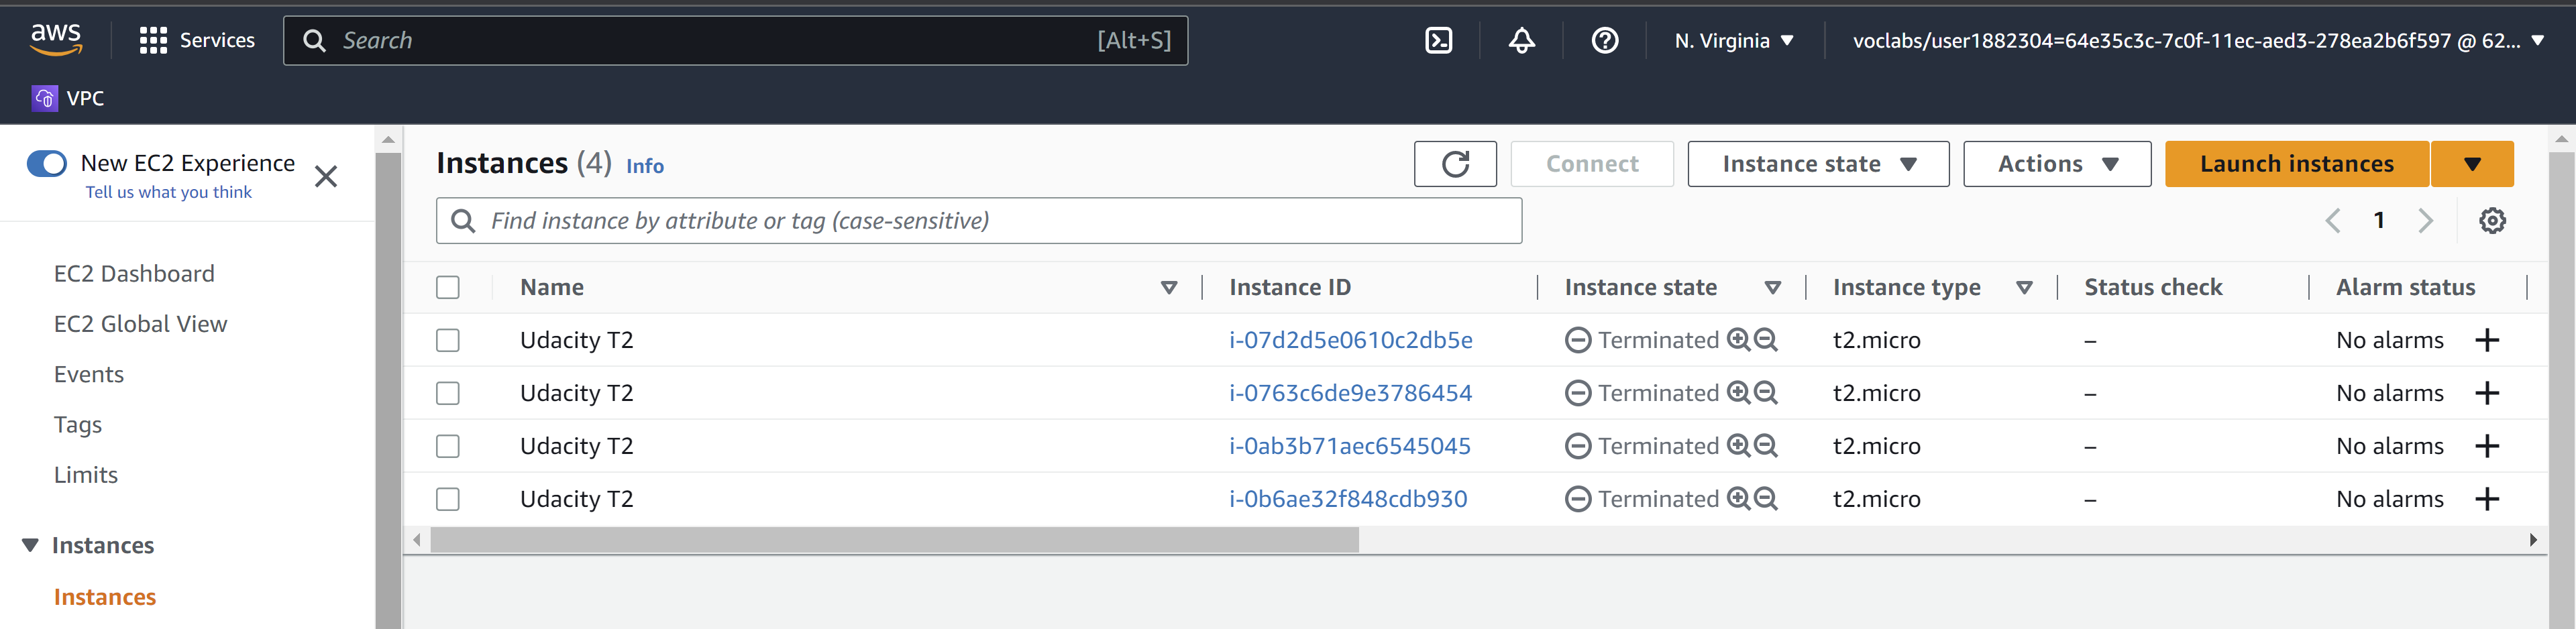 aws
Services
Search [Alt+S]
N. Virginia
voclabs/user1882304=64e35c3c-7c0f-11ec-aed3-278ea2b6f597 @ 62...
VPC
New EC2 Experience
Tell us what you think
EC2 Dashboard
EC2 Global View
Events
Tags
Limits
Instances
Instances
Instances (4) Info
Connect
Instance state
Actions
Launch instances
Find instance by attribute or tag (case-sensitive)
1
Name Instance ID Instance state Instance type Status check Alarm status
Udacity T2 i-07d2d5e0610c2db5e Terminated t2.micro – No alarms
Udacity T2 i-0763c6de9e3786454 Terminated t2.micro – No alarms
Udacity T2 i-0ab3b71aec6545045 Terminated t2.micro – No alarms
Udacity T2 i-0b6ae32f848cdb930 Terminated t2.micro – No alarms